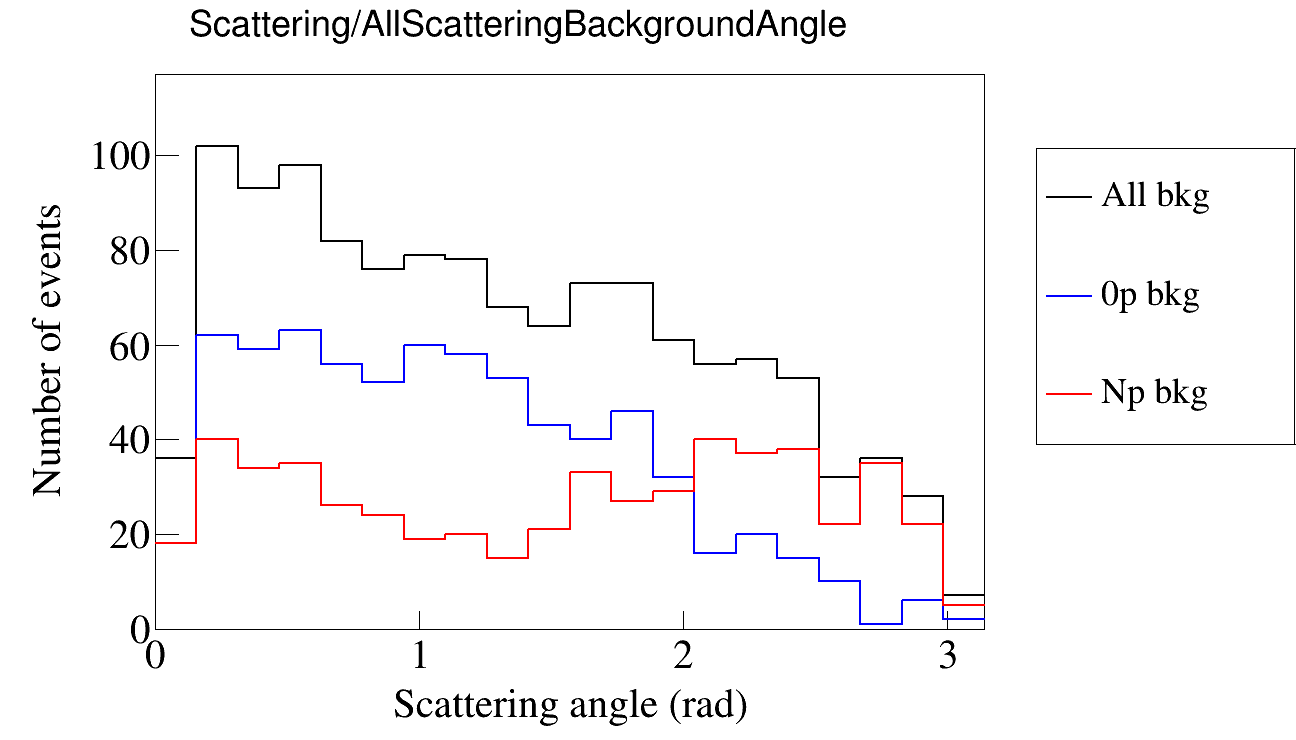 Scattering/AllScatteringBackgroundAngle
Number of events
100
80
60
40
20
0
0 1 2 3
Scattering angle (rad)
All bkg
0p bkg
Np bkg